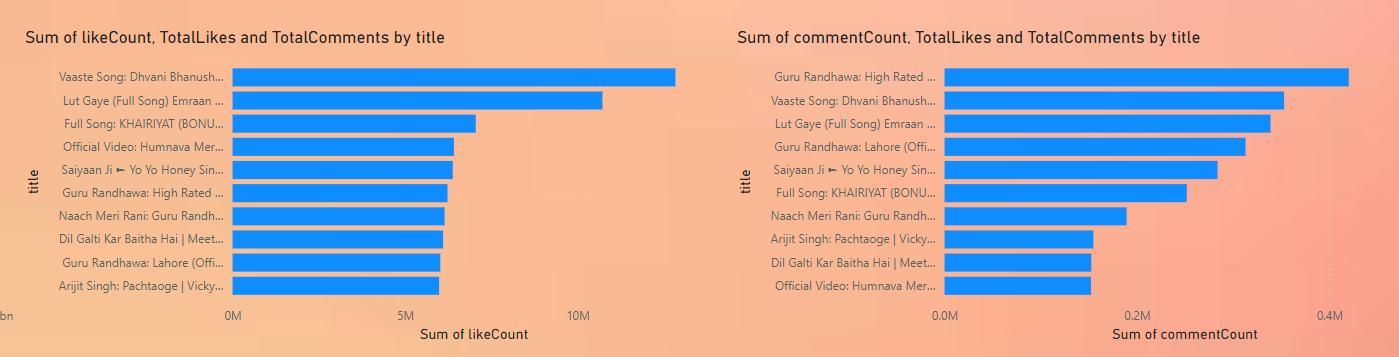 Sum of likeCount, TotalLikes and TotalComments by title
title
Vaaste Song: Dhvani Bhanush...
Lut Gaye (Full Song) Emraan ...
Full Song: KHAIRIYAT (BONU...
Official Video: Humnava Mer...
Saiyaan Ji ► Yo Yo Honey Sin...
Guru Randhawa: High Rated ...
Naach Meri Rani: Guru Randh...
Dil Galti Kar Baitha Hai | Meet...
Guru Randhawa: Lahore (Offi...
Arijit Singh: Pachtaoge | Vicky...
bn
0M 5M 10M
Sum of likeCount
Sum of commentCount, TotalLikes and TotalComments by title
title
Guru Randhawa: High Rated ...
Vaaste Song: Dhvani Bhanush...
Lut Gaye (Full Song) Emraan ...
Guru Randhawa: Lahore (Offi...
Saiyaan Ji ► Yo Yo Honey Sin...
Full Song: KHAIRIYAT (BONU...
Naach Meri Rani: Guru Randh...
Arijit Singh: Pachtaoge | Vicky...
Dil Galti Kar Baitha Hai | Meet...
Official Video: Humnava Mer...
0.0M 0.2M 0.4M
Sum of commentCount